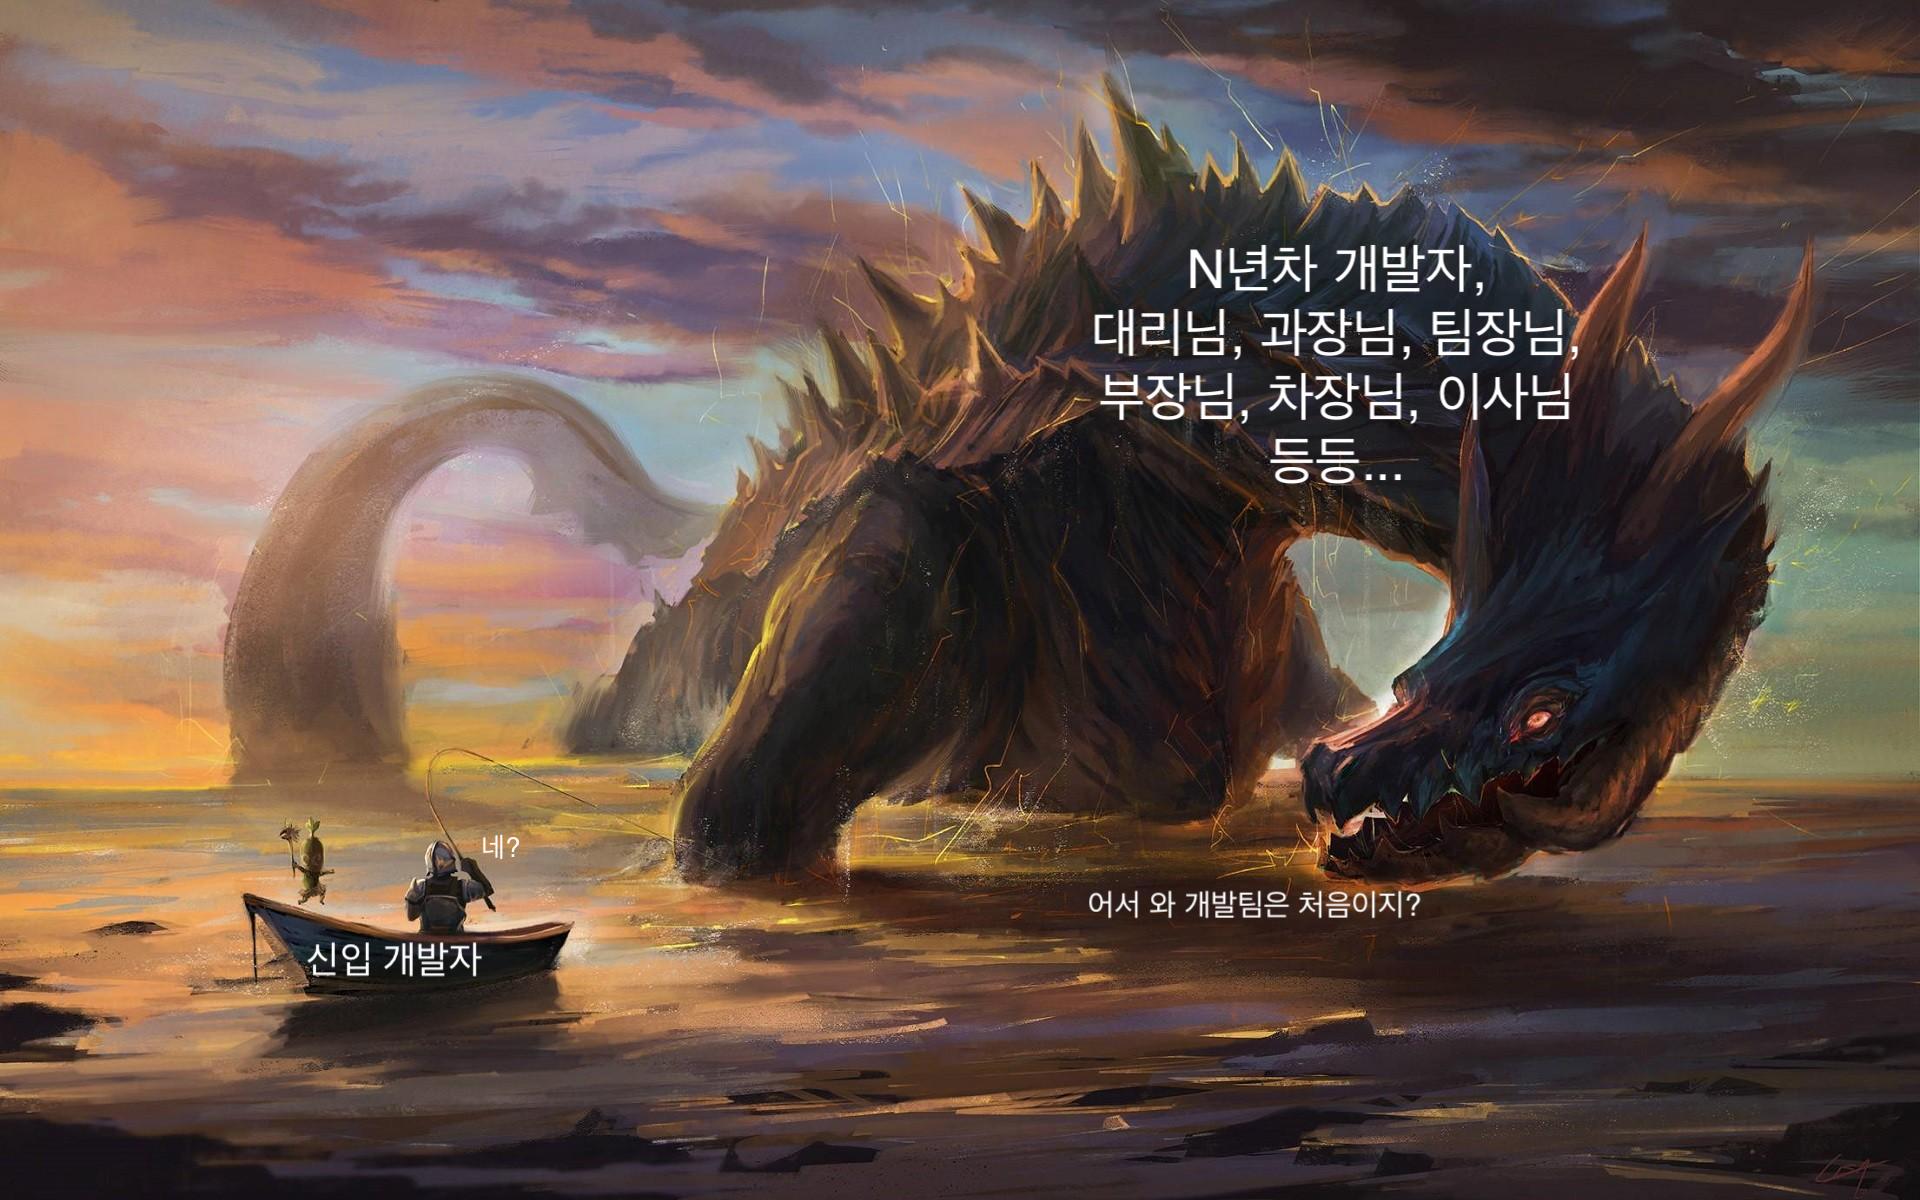 N년차 개발자,
대리님, 과장님, 팀장님,
부장님, 차장님, 이사님
등등...
네?
어서 와 개발팀은 처음이지?
신입 개발자